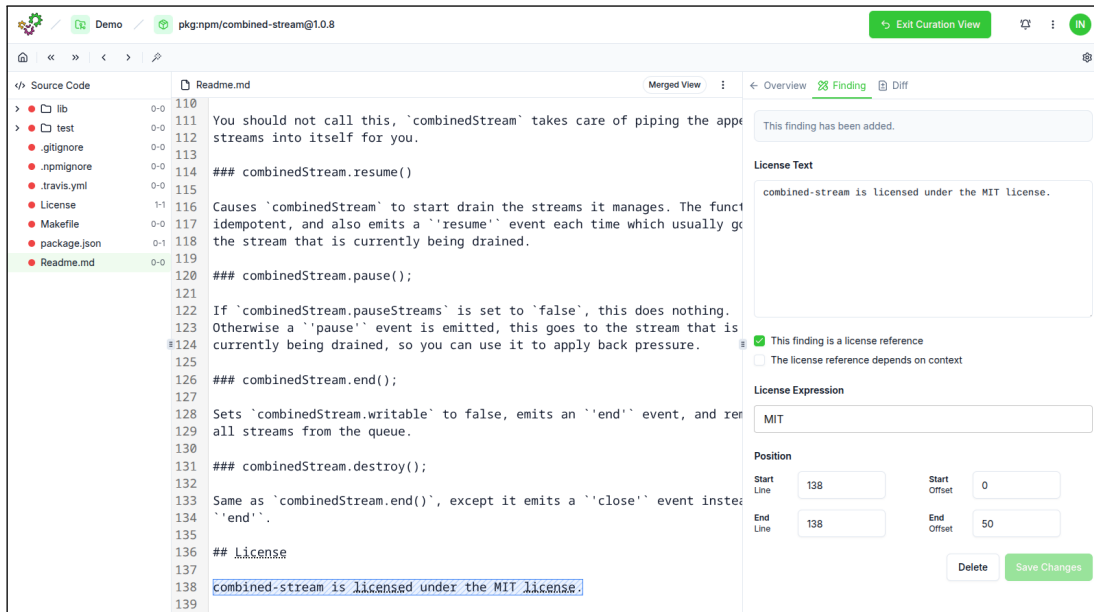 Demo
pkg:npm/combined-stream@1.0.8
Exit Curation View
IN
</> Source Code
Readme.md
Merged View
Overview
Finding
Diff
lib 0-0
test 0-0
.gitignore 0-0
.npmignore 0-0
.travis.yml 0-0
License 1-1
Makefile 0-0
package.json 0-1
Readme.md 0-0
110
111 You should not call this, `combinedStream` takes care of piping the appe
112 streams into itself for you.
113
114 ### combinedStream.resume()
115
116 Causes `combinedStream` to start drain the streams it manages. The funct
117 idempotent, and also emits a `'resume'` event each time which usually go
118 the stream that is currently being drained.
119
120 ### combinedStream.pause();
121
122 If `combinedStream.pauseStreams` is set to `false`, this does nothing.
123 Otherwise a `'pause'` event is emitted, this goes to the stream that is
124 currently being drained, so you can use it to apply back pressure.
125
126 ### combinedStream.end();
127
128 Sets `combinedStream.writable` to false, emits an `'end'` event, and rem
129 all streams from the queue.
130
131 ### combinedStream.destroy();
132
133 Same as `combinedStream.end()`, except it emits a `'close'` event instea
134 `'end'`.
135
136 ## License
137
138 combined-stream is licensed under the MIT license.
139
This finding has been added.
License Text
combined-stream is licensed under the MIT license.
This finding is a license reference
The license reference depends on context
License Expression
MIT
Position
Start Line 138
Start Offset 0
End Line 138
End Offset 50
Delete
Save Changes